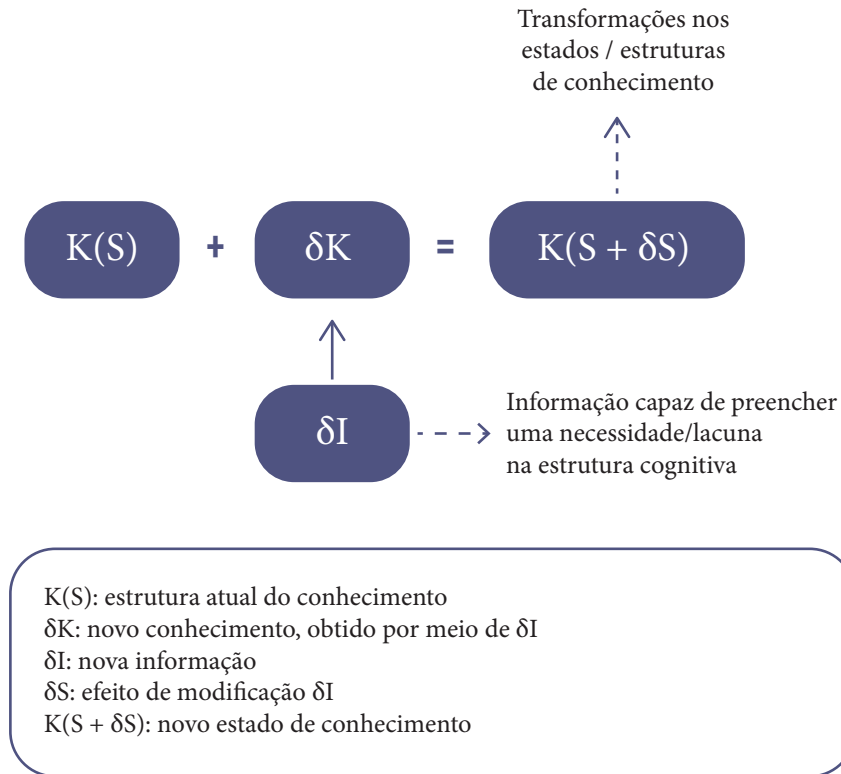 Transformações nos
estados / estruturas
de conhecimento
K(S) + δK = K(S + δS)
δI
Informação capaz de preencher
uma necessidade/lacuna
na estrutura cognitiva
K(S): estrutura atual do conhecimento
δK: novo conhecimento, obtido por meio de δI
δI: nova informação
δS: efeito de modificação δI
K(S + δS): novo estado de conhecimento